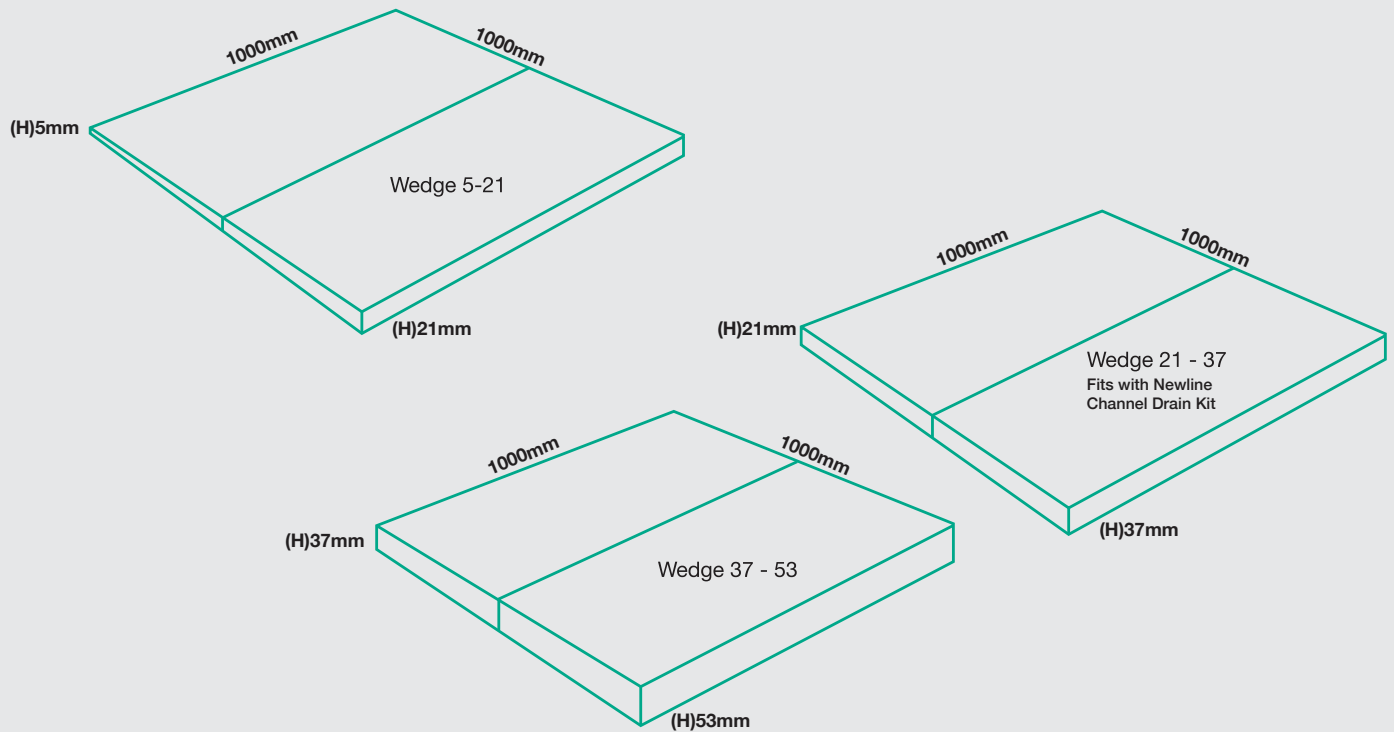 1000mm
1000mm
(H)5mm
Wedge 5-21
(H)21mm
1000mm
1000mm
(H)21mm
Wedge 21 - 37
Fits with Newline
Channel Drain Kit
(H)37mm
1000mm
1000mm
(H)37mm
Wedge 37 - 53
(H)53mm